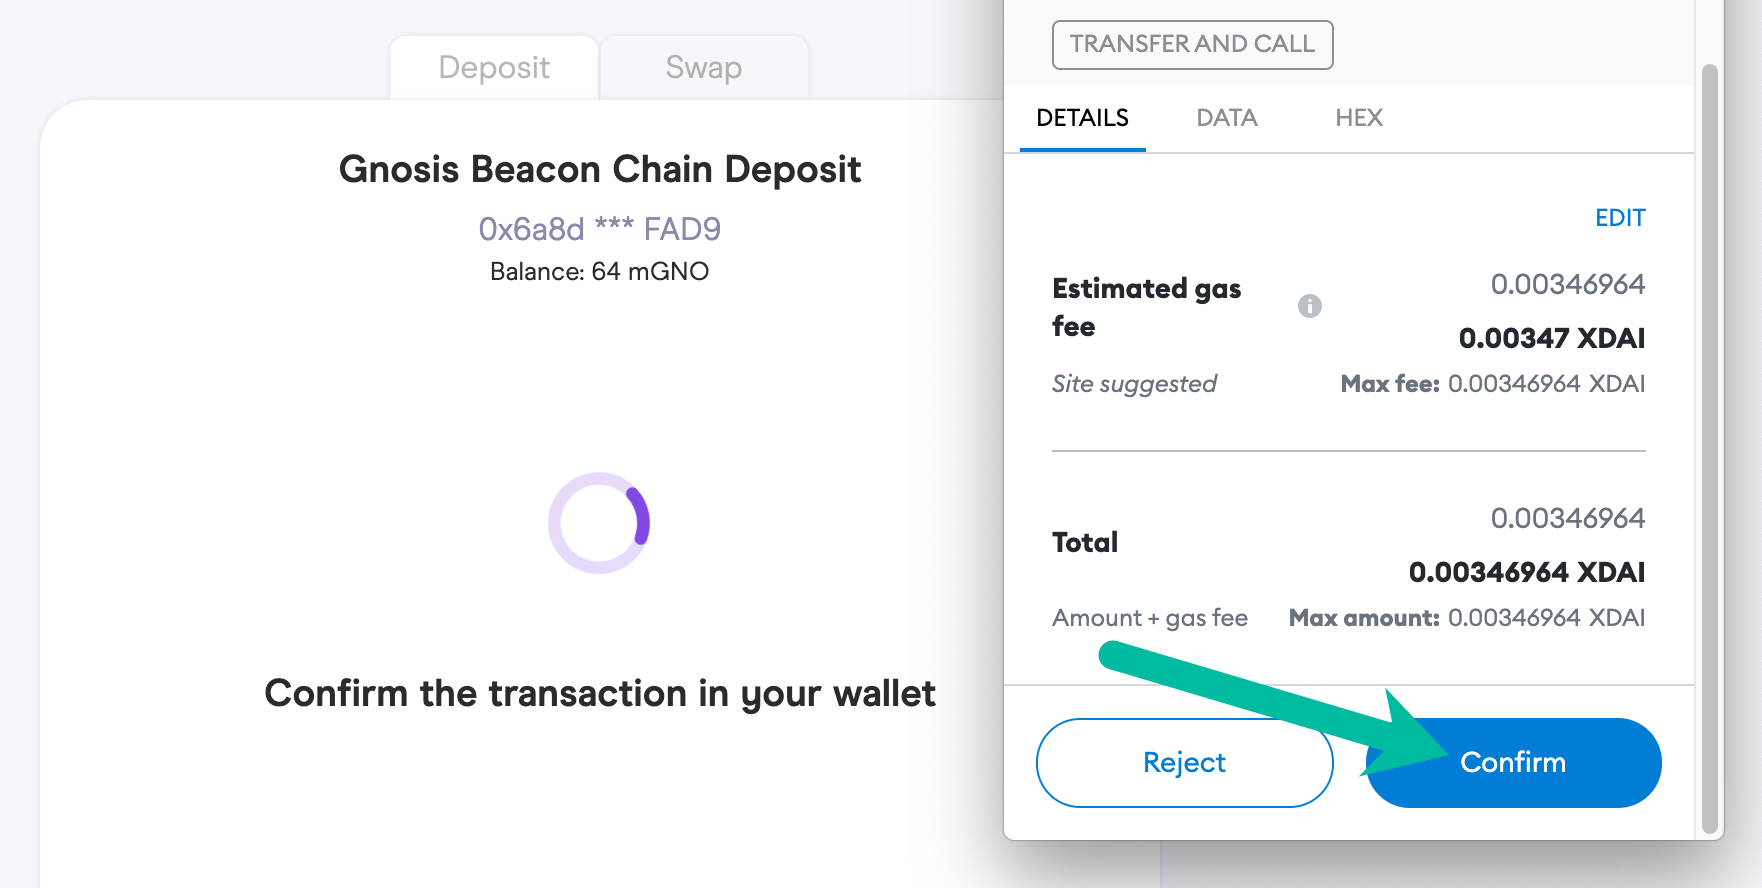 Deposit
Swap
Gnosis Beacon Chain Deposit
0x6a8d *** FAD9
Balance: 64 mGNO
Confirm the transaction in your wallet
TRANSFER AND CALL
DETAILS
DATA
HEX
EDIT
Estimated gas
fee
0.00346964
0.00347 XDAI
Site suggested
Max fee: 0.00346964 XDAI
Total
0.00346964
0.00346964 XDAI
Amount + gas fee
Max amount: 0.00346964 XDAI
Reject
Confirm